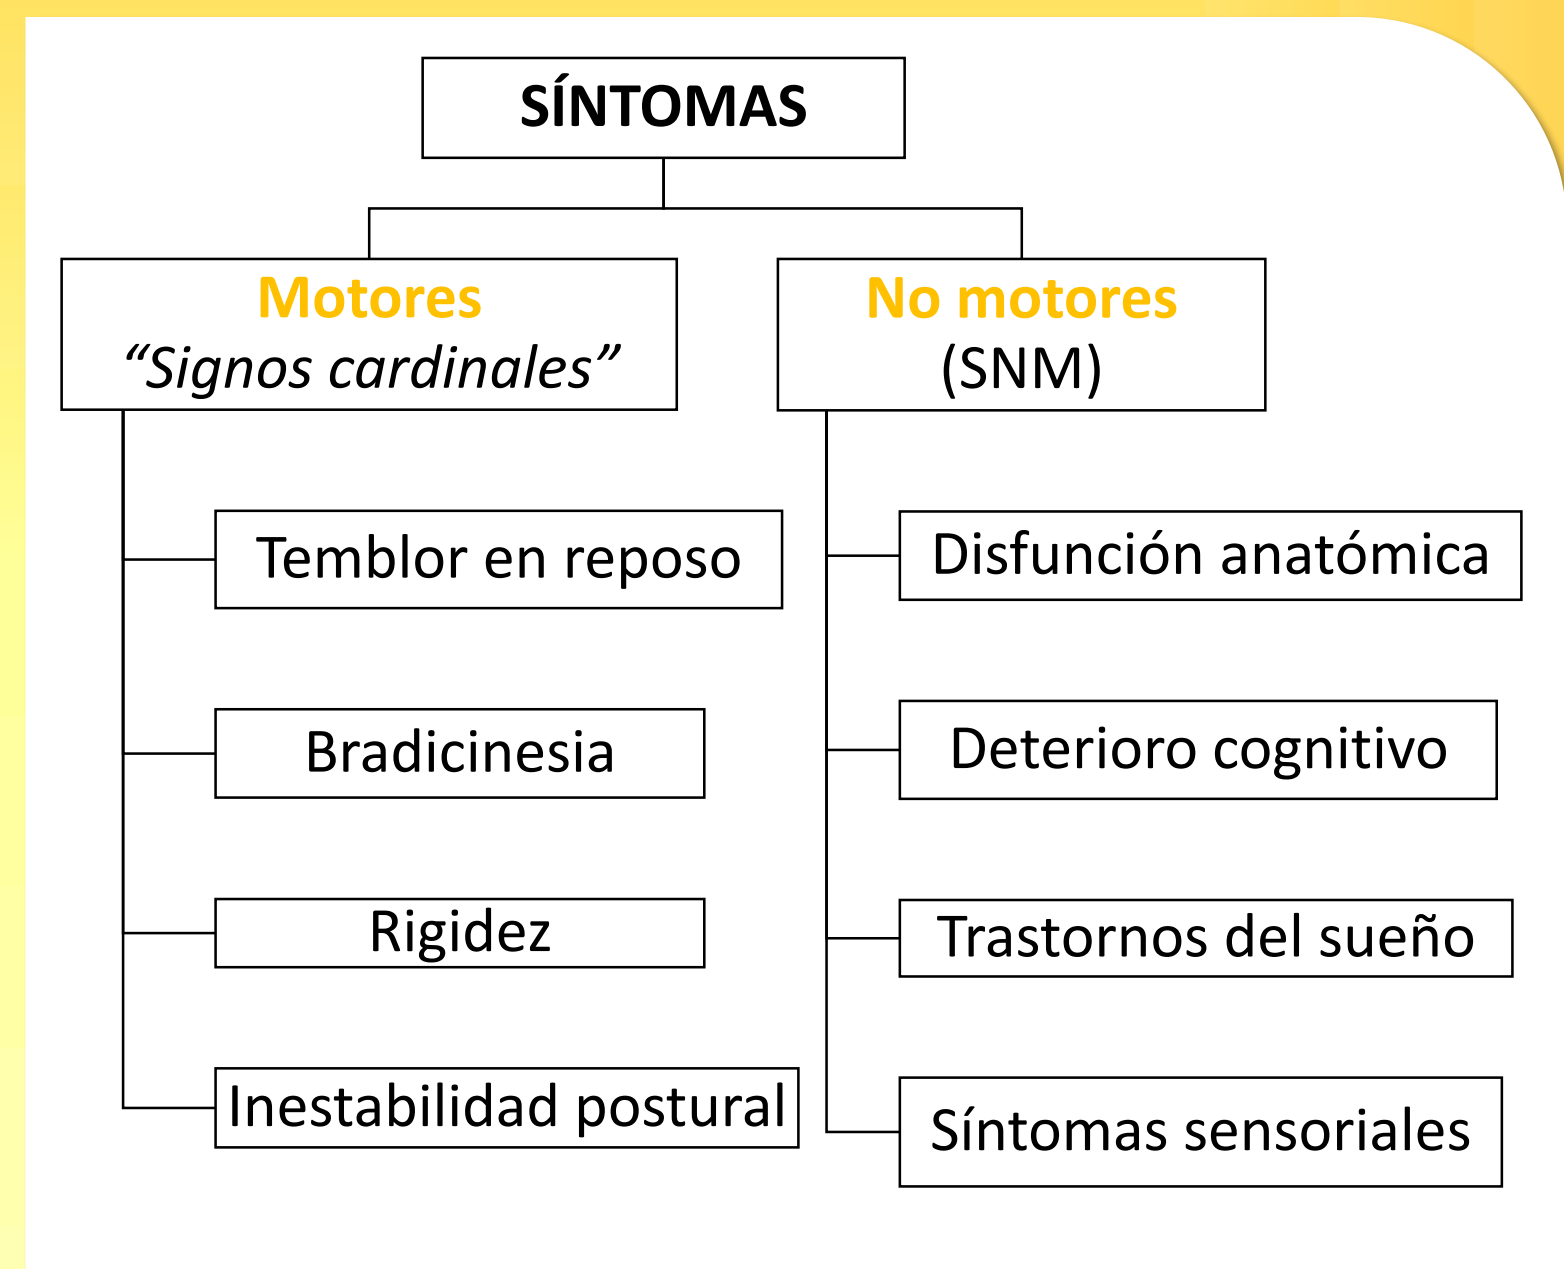 SÍNTOMAS
Motores
“Signos cardinales”
Temblor en reposo
Bradicinesia
Rigidez
Inestabilidad postural
No motores
(SNM)
Disfunción anatómica
Deterioro cognitivo
Trastornos del sueño
Síntomas sensoriales